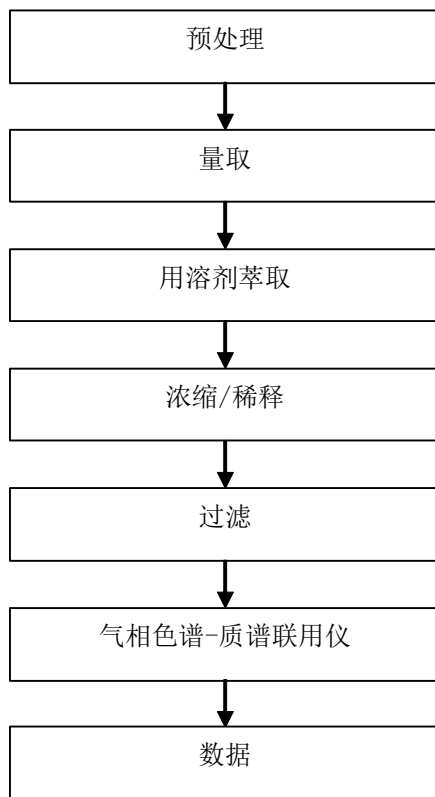 预处理
量取
用溶剂萃取
浓缩/稀释
过滤
气相色谱-质谱联用仪
数据